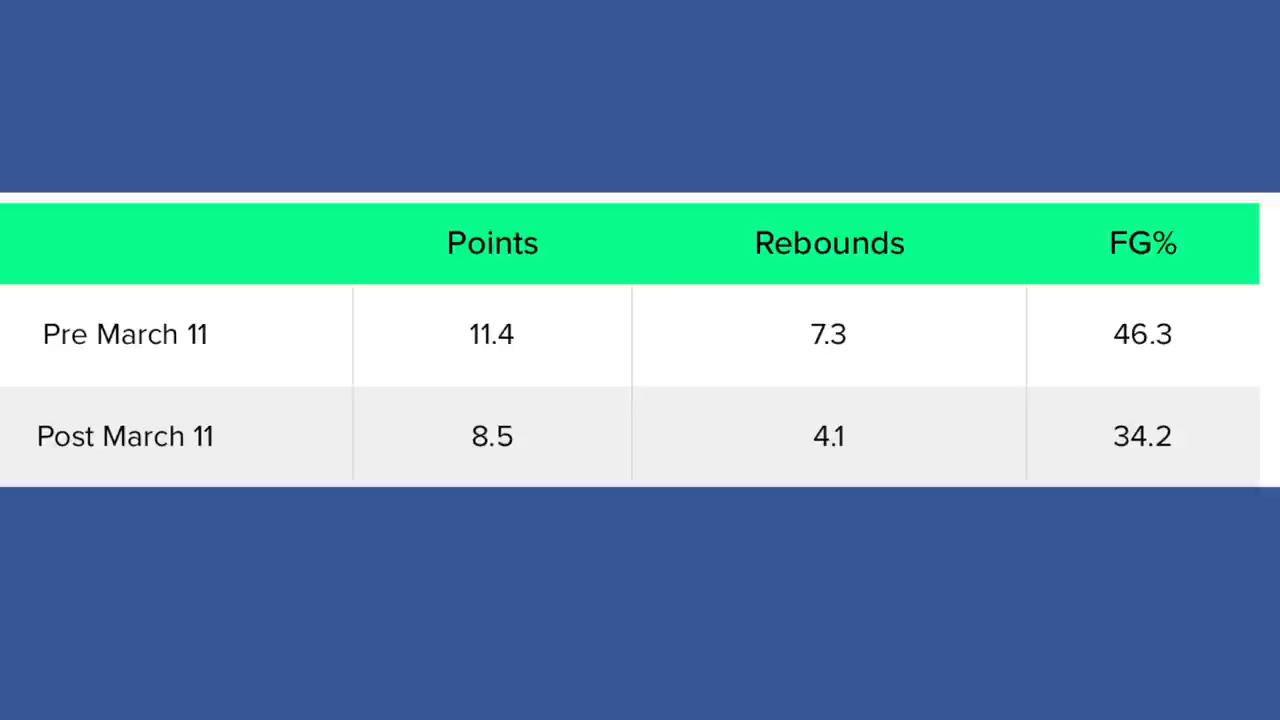 Points Rebounds FG%
Pre March 11 11.4 7.3 46.3
Post March 11 8.5 4.1 34.2